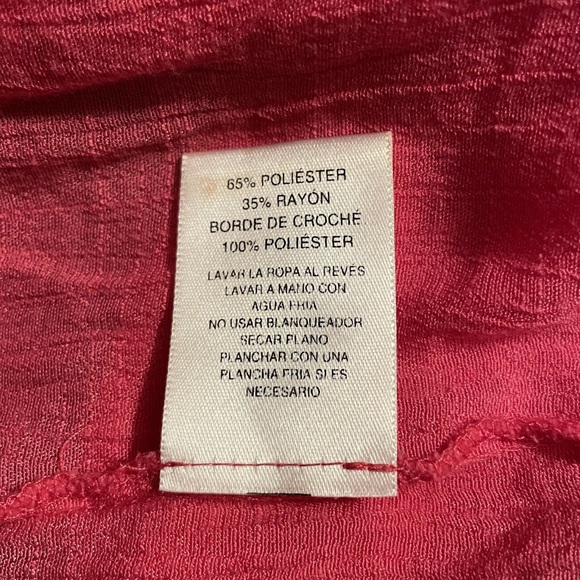 65% POLIÉSTER
35% RAYÓN
BORDE DE CROCHÉ
100% POLIÉSTER
LAVAR LA ROPA AL REVÉS
LAVAR A MANO CON
AGUA FRIA
NO USAR BLANQUEADOR
SECAR PLANO
PLANCHAR CON UNA
PLANCHA FRIA SI ES
NECESARIO